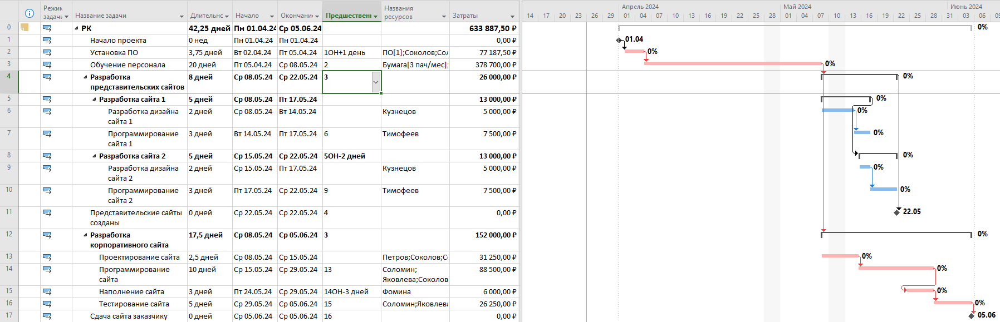 Апрель 2024 Май 2024 Июнь 2024
Режим задачи Название задачи Длительность Начало Окончание Предшественн Названия ресурсов Затраты
14 17 20 23 26 29 01 04 07 10 13 16 19 22 25 28 01 04 07 10 13 16 19 22 25 28 31 03 06 09
0 РК 42,25 дней Пн 01.04.24 Ср 05.06.24 633 887,50 ₽ 0%
1 Начало проекта 0 нед Пн 01.04.24 Пн 01.04.24 0,00 ₽ 01.04
2 Установка ПО 3,75 дней Вт 02.04.24 Пт 05.04.24 1ОН+1 день ПО[1];Соколов;Сол 77 187,50 ₽ 0%
3 Обучение персонала 20 дней Пт 05.04.24 Ср 08.05.24 2 Бумага[3 пач/мес]; 378 700,00 ₽ 0%
4 Разработка 8 дней Ср 08.05.24 Ср 22.05.24 3 26 000,00 ₽ 0%
представительских сайтов
5 Разработка сайта 1 5 дней Ср 08.05.24 Пт 17.05.24 13 000,00 ₽ 0%
6 Разработка дизайна 2 дней Ср 08.05.24 Вт 14.05.24 Кузнецов 5 000,00 ₽ 0%
сайта 1
7 Программирование 3 дней Вт 14.05.24 Пт 17.05.24 6 Тимофеев 7 500,00 ₽ 0%
сайта 1
8 Разработка сайта 2 5 дней Ср 15.05.24 Ср 22.05.24 5ОН-2 дней 13 000,00 ₽ 0%
9 Разработка дизайна 2 дней Ср 15.05.24 Пт 17.05.24 Кузнецов 5 000,00 ₽ 0%
сайта 2
10 Программирование 3 дней Пт 17.05.24 Ср 22.05.24 9 Тимофеев 7 500,00 ₽ 0%
сайта 2
11 Представительские сайты 0 дней Ср 22.05.24 Ср 22.05.24 4 0,00 ₽ 22.05
созданы
12 Разработка 17,5 дней Ср 08.05.24 Ср 05.06.24 3 152 000,00 ₽ 0%
корпоративного сайта
13 Проектирование сайта 2,5 дней Ср 08.05.24 Ср 15.05.24 Петров;Соколов;Со 31 250,00 ₽ 0%
14 Программирование 10 дней Ср 15.05.24 Ср 29.05.24 13 Соломин; 88 500,00 ₽ 0%
сайта Яковлева;Соколов
15 Наполнение сайта 3 дней Пт 24.05.24 Ср 29.05.24 14ОН-3 дней Фомина 6 000,00 ₽ 0%
16 Тестирование сайта 5 дней Ср 29.05.24 Ср 05.06.24 15 Соломин;Яковлева 26 250,00 ₽ 0%
17 Сдача сайта заказчику 0 дней Ср 05.06.24 Ср 05.06.24 16 0,00 ₽ 05.06